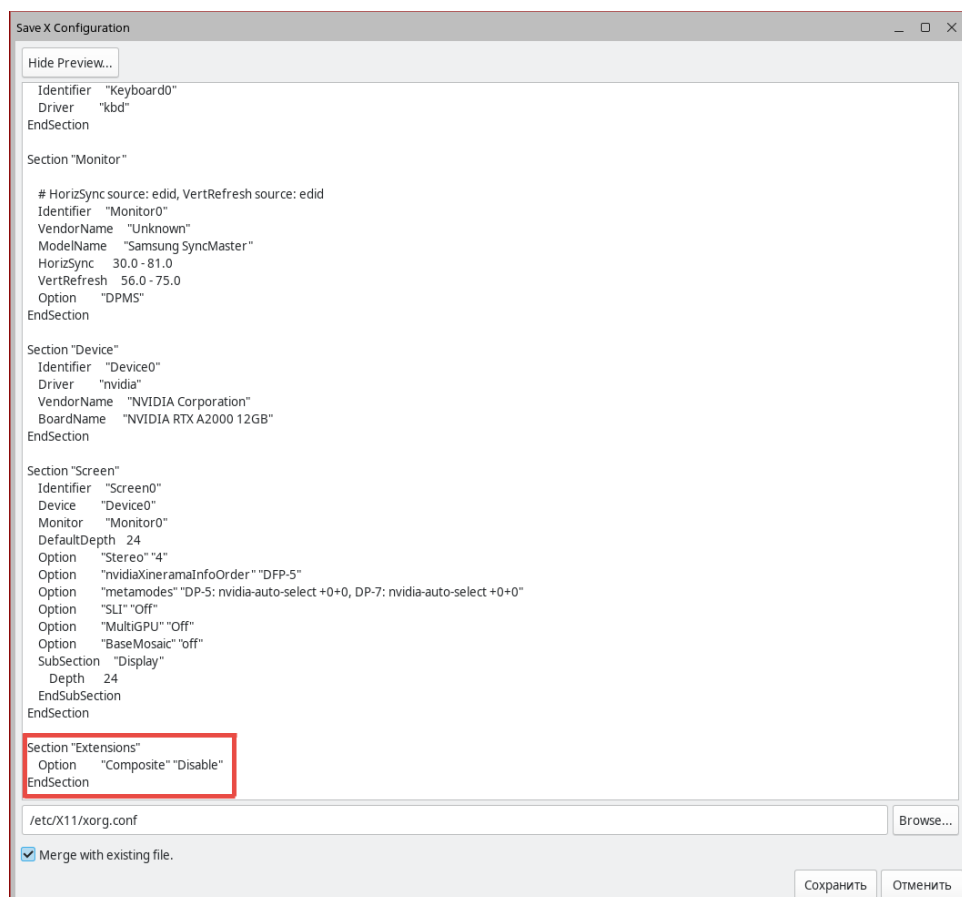 Save X Configuration
Hide Preview...
Identifier "Keyboard0"
Driver "kbd"
EndSection
Section "Monitor"
# HorizSync source: edid, VertRefresh source: edid
Identifier "Monitor0"
VendorName "Unknown"
ModelName "Samsung SyncMaster"
HorizSync 30.0 - 81.0
VertRefresh 56.0 - 75.0
Option "DPMS"
EndSection
Section "Device"
Identifier "Device0"
Driver "nvidia"
VendorName "NVIDIA Corporation"
BoardName "NVIDIA RTX A2000 12GB"
EndSection
Section "Screen"
Identifier "Screen0"
Device "Device0"
Monitor "Monitor0"
DefaultDepth 24
Option "Stereo" "4"
Option "nvidiaXineramaInfoOrder" "DFP-5"
Option "metamodes" "DP-5: nvidia-auto-select +0+0, DP-7: nvidia-auto-select +0+0"
Option "SLI" "Off"
Option "MultiGPU" "Off"
Option "BaseMosaic" "off"
SubSection "Display"
Depth 24
EndSubSection
EndSection
Section "Extensions"
Option "Composite" "Disable"
EndSection
/etc/X11/xorg.conf
Browse...
Merge with existing file.
Сохранить Отменить